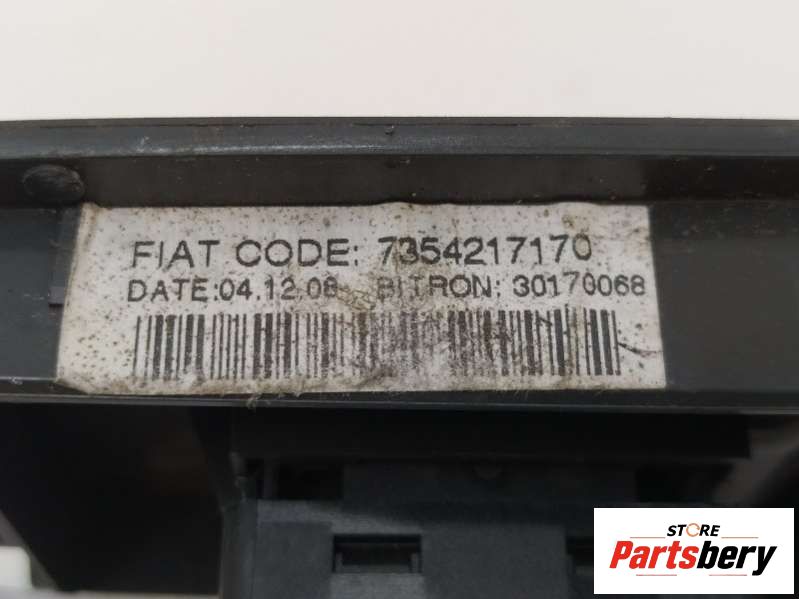 FIAT CODE: 7354217170
DATE:04.12.08 BITRON: 30170068
STORE
Partsbery